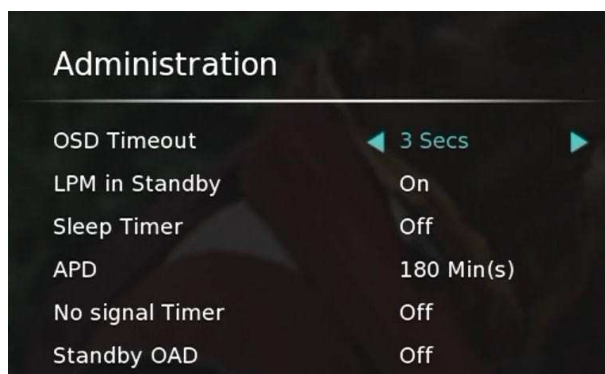 Administration
OSD Timeout 3 Secs
LPM in Standby On
Sleep Timer Off
APD 180 Min(s)
No signal Timer Off
Standby OAD Off